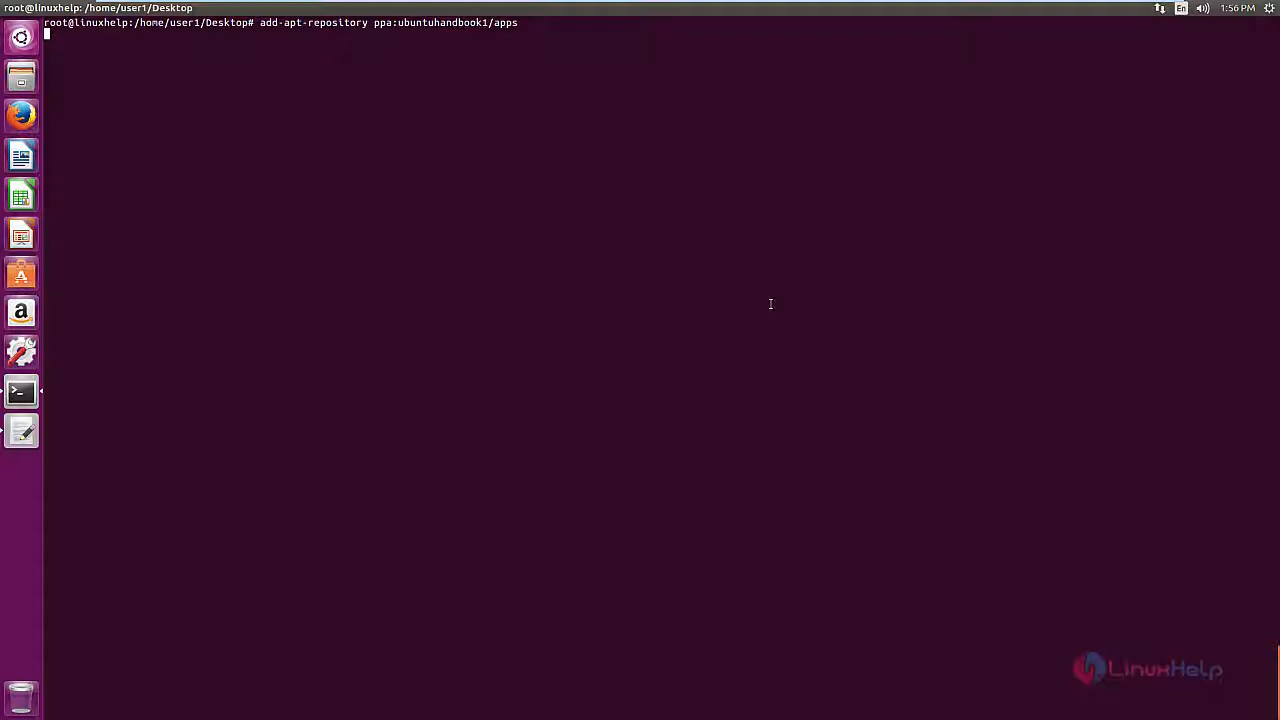 root@linuxhelp: /home/user1/Desktop
En
1:56 PM
root@linuxhelp:/home/user1/Desktop# add-apt-repository ppa:ubuntuhandbook1/apps
LinuxHelp